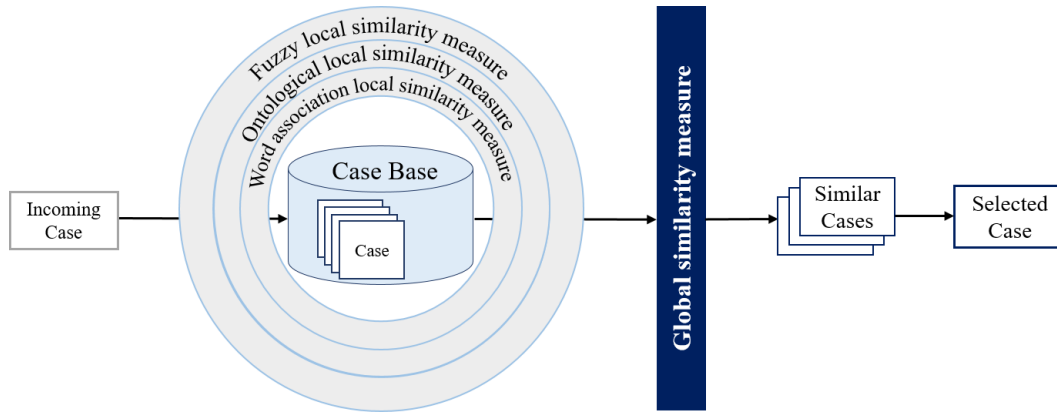 Fuzzy local similarity measure
Ontological local similarity measure
Word association local similarity measure
Case Base
Case
Incoming
Case
Global similarity measure
Similar
Cases
Selected
Case